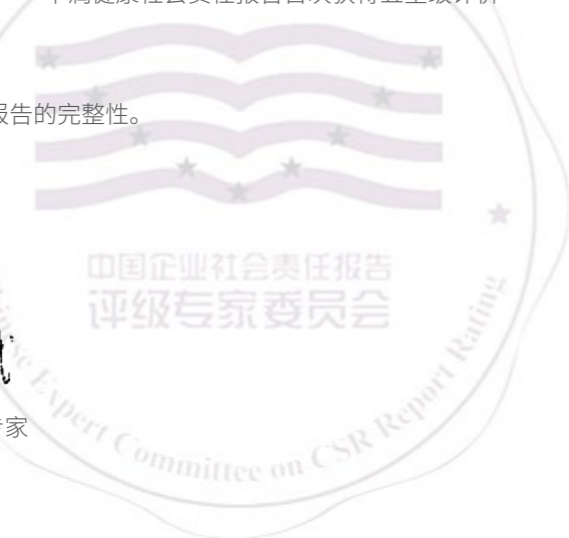 报告的完整性。
中国企业社会责任报告
评级专家委员会
Expert Committee on CSR Report Rating
专家